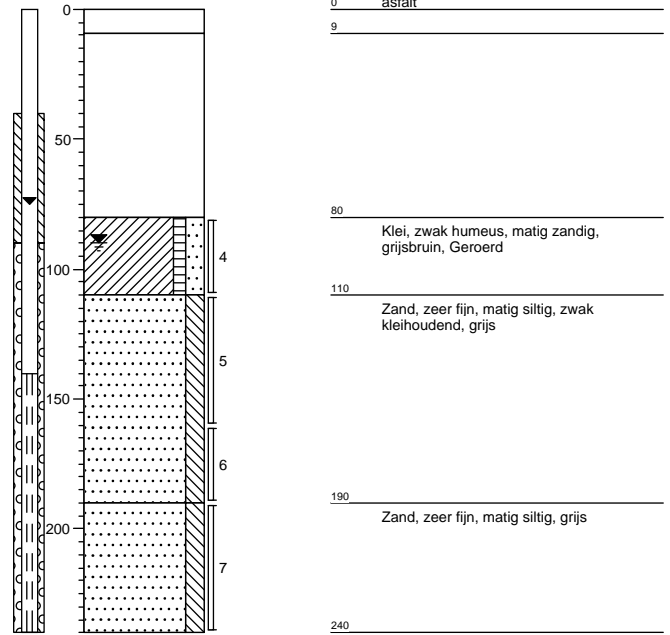 0
asfalt
0
9
50
80
Klei, zwak humeus, matig zandig,
grijsbruin, Geroerd
4
100
110
Zand, zeer fijn, matig siltig, zwak
kleihoudend, grijs
5
150
6
190
Zand, zeer fijn, matig siltig, grijs
200
7
240